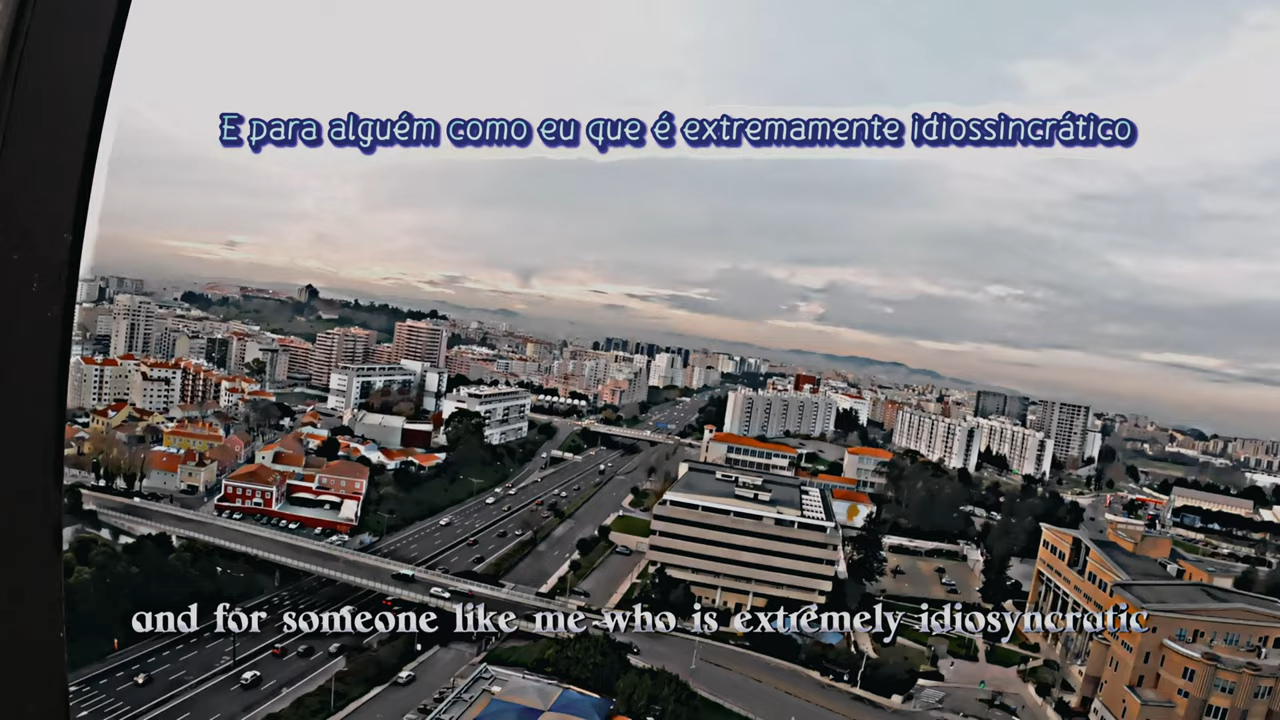 E para alguém como eu que é extremamente idiossincrático
and for someone like me who is extremely idiosyncratic